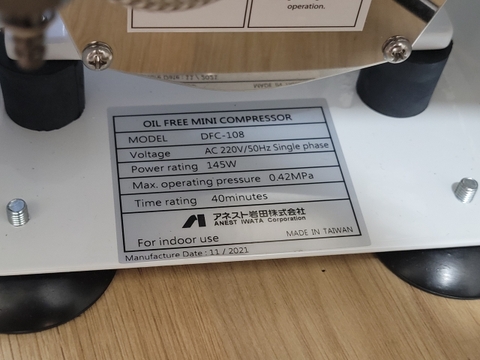 operation.
OIL FREE MINI COMPRESSOR
MODEL DFC-108
Voltage AC 220V/50Hz Single phase
Power rating 145W
Max. operating pressure 0.42MPa
Time rating 40minutes
アネスト岩田株式会社
ANEST IWATA Corporation
For indoor use MADE IN TAIWAN
Manufacture Date : 11 / 2021